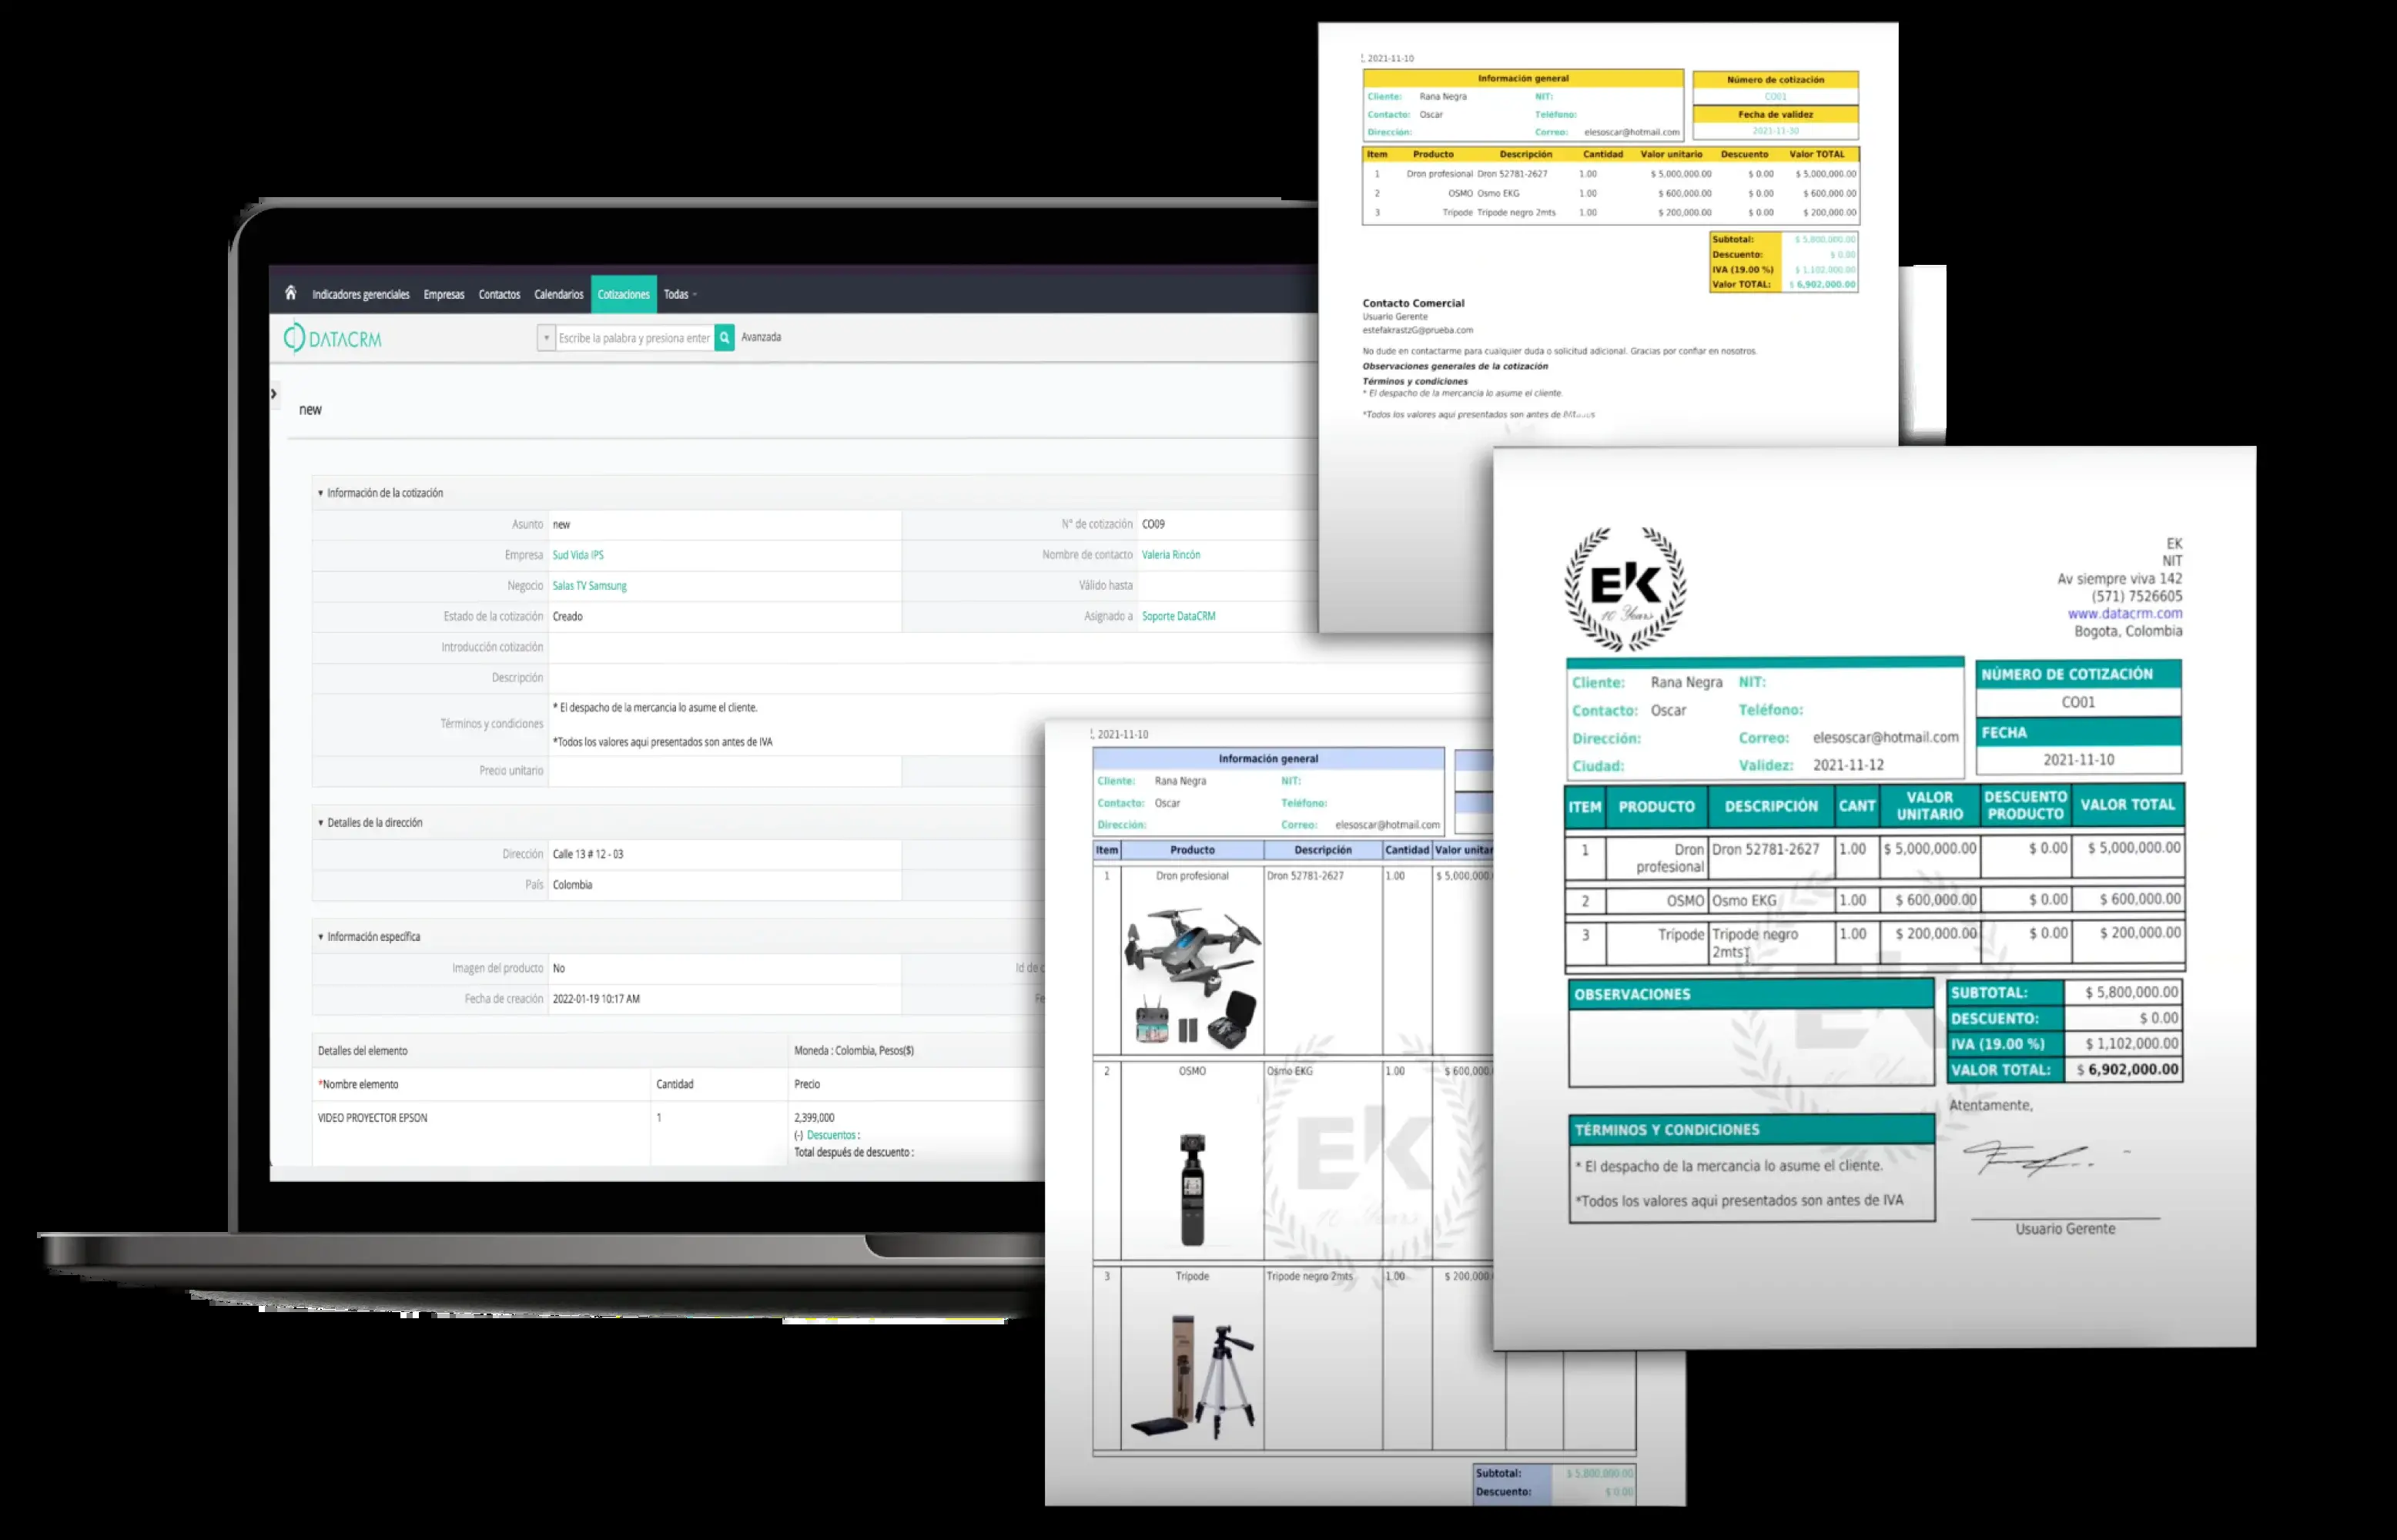 Indicadores gerenciales Empresas Contactos Calendarios Cotizaciones Todas
DATACRM Escribe la palabra y presiona enter Avanzada
new
Información de la cotización
Asunto new N° de cotización CO09
Empresa Sud Vida IPS Nombre de contacto Valeria Rincón
Negocio Salas TV Samsung Válido hasta
Estado de la cotización Creado Asignado a Soporte DataCRM
Introducción cotización
Descripción
Términos y condiciones * El despacho de la mercancia lo asume el cliente.
*Todos los valores aqui presentados son antes de IVA
Precio unitario
Detalles de la dirección
Dirección Calle 13 # 12 - 03
País Colombia
Información específica
Imagen del producto No Id de
Fecha de creación 2022-01-19 10:17 AM Fe
Detalles del elemento Moneda : Colombia, Pesos($)
*Nombre elemento Cantidad Precio
VIDEO PROYECTOR EPSON 1 2,399,000
(-) Descuentos :
Total después de descuento :
, 2021-11-10
Información general Número de cotización
Cliente: Rana Negra NIT: CO01
Contacto: Oscar Teléfono: Fecha de validez
Dirección: Correo: elesoscar@hotmail.com 2021-11-30
Item Producto Descripción Cantidad Valor unitario Descuento Valor TOTAL
1 Dron profesional Dron 52781-2627 1.00 $ 5,000,000.00 $ 0.00 $ 5,000,000.00
2 OSMO Osmo EKG 1.00 $ 600,000.00 $ 0.00 $ 600,000.00
3 Trípode Tripode negro 2mts 1.00 $ 200,000.00 $ 0.00 $ 200,000.00
Subtotal: $ 5,800,000.00
Descuento: $ 0.00
IVA (19.00 %) $ 1,102,000.00
Valor TOTAL: $ 6,902,000.00
Contacto Comercial
Usuario Gerente
estefakrastzG@prueba.com
No dude en contactarme para cualquier duda o solicitud adicional. Gracias por confiar en nosotros.
Observaciones generales de la cotización
Términos y condiciones
* El despacho de la mercancia lo asume el cliente.
*Todos los valores aqui presentados son antes de
, 2021-11-10
Información general
Cliente: Rana Negra NIT:
Contacto: Oscar Teléfono:
Dirección: Correo: elesoscar@hotmail.com
Item Producto Descripción Cantidad Valor unitar
1 Dron profesional Dron 52781-2627 1.00 $ 5,000,000.
2 OSMO Osmo EKG 1.00 $ 600,000.
EK
10 Years
3 Trípode Tripode negro 2mts 1.00 $ 200,000
Subtotal: $ 5,800,000.00
Descuento: $ 0.00
EK
10 Years
EK
NIT
Av siempre viva 142
(571) 7526605
www.datacrm.com
Bogota, Colombia
Cliente: Rana Negra NIT: NÚMERO DE COTIZACIÓN
Contacto: Oscar Teléfono: CO01
Dirección: Correo: elesoscar@hotmail.com FECHA
Ciudad: Validez: 2021-11-12 2021-11-10
ITEM PRODUCTO DESCRIPCIÓN CANT VALOR UNITARIO DESCUENTO PRODUCTO VALOR TOTAL
1 Dron profesional Dron 52781-2627 1.00 $ 5,000,000.00 $ 0.00 $ 5,000,000.00
2 OSMO Osmo EKG 1.00 $ 600,000.00 $ 0.00 $ 600,000.00
3 Trípode Tripode negro 2mts 1.00 $ 200,000.00 $ 0.00 $ 200,000.00
OBSERVACIONES
SUBTOTAL: $ 5,800,000.00
DESCUENTO: $ 0.00
IVA (19.00 %) $ 1,102,000.00
VALOR TOTAL: $ 6,902,000.00
EK
10 Years
Atentamente,
TÉRMINOS Y CONDICIONES
* El despacho de la mercancia lo asume el cliente.
*Todos los valores aqui presentados son antes de IVA
Usuario Gerente